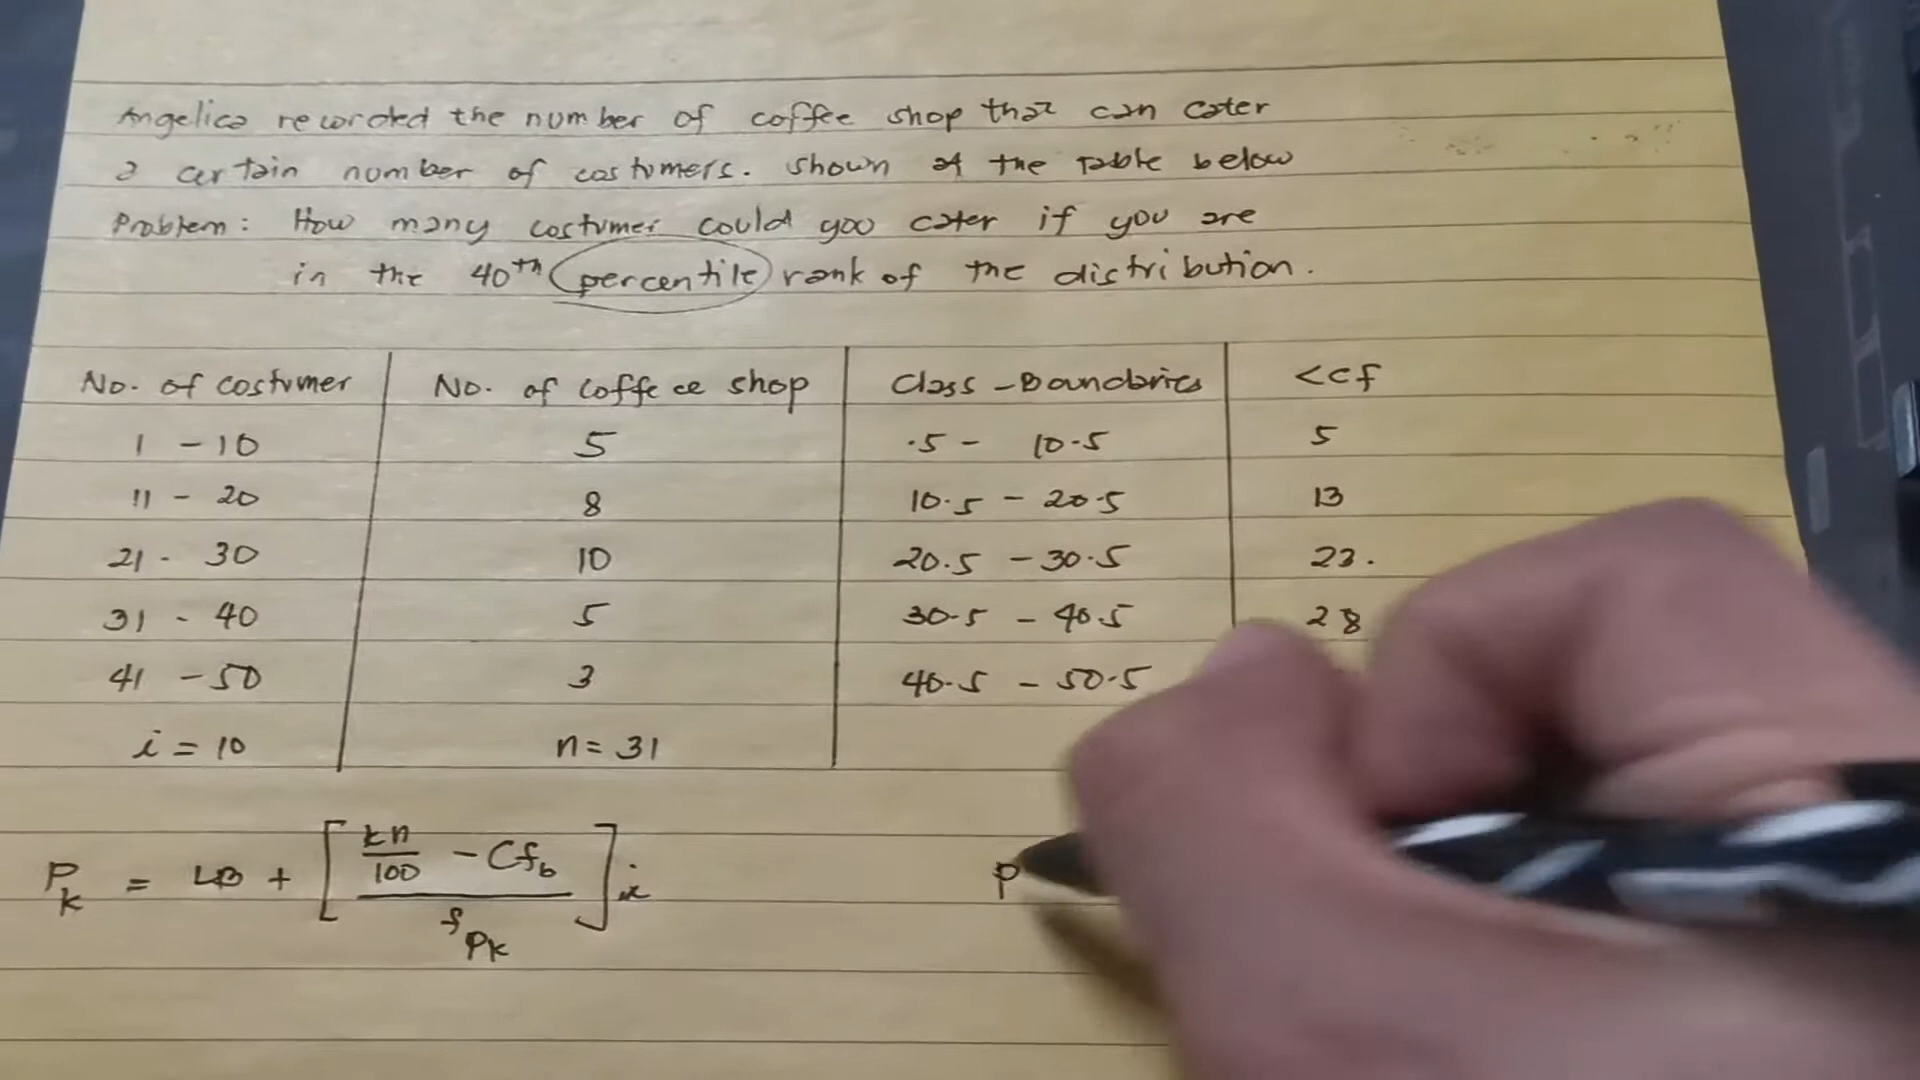 Angelica recorded the number of coffee shop that can cater
a certain number of costumers. Shown at the table below
Problem: How many costumer could you cater if you are
in the 40th percentile rank of the distribution.
No. of costumer No. of Coffe ee shop Class - Boundaries <cf
1 - 10 5 .5 - 10.5 5
11 - 20 8 10.5 - 20.5 13
21 - 30 10 20.5 - 30.5 23.
31 - 40 5 30.5 - 40.5 28
41 - 50 3 40.5 - 50.5
i = 10 n = 31
Pk = LB + [ (kn/100 - Cfb) / fPk ] i
P